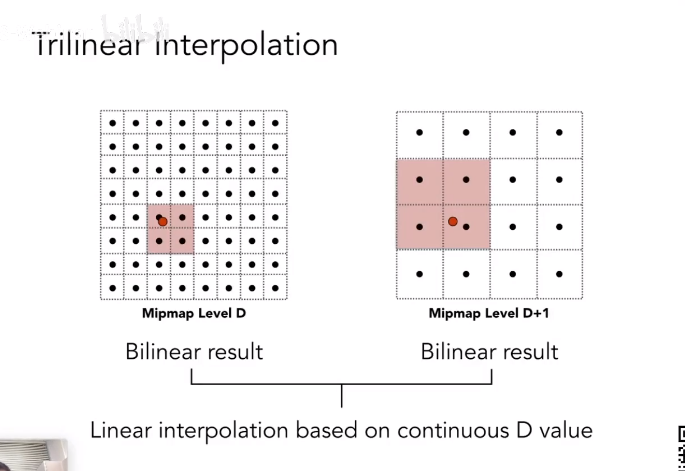 Trilinear Interpolation
Mipmap Level D
Mipmap Level D+1
Bilinear result
Bilinear result
Linear interpolation based on continuous D value